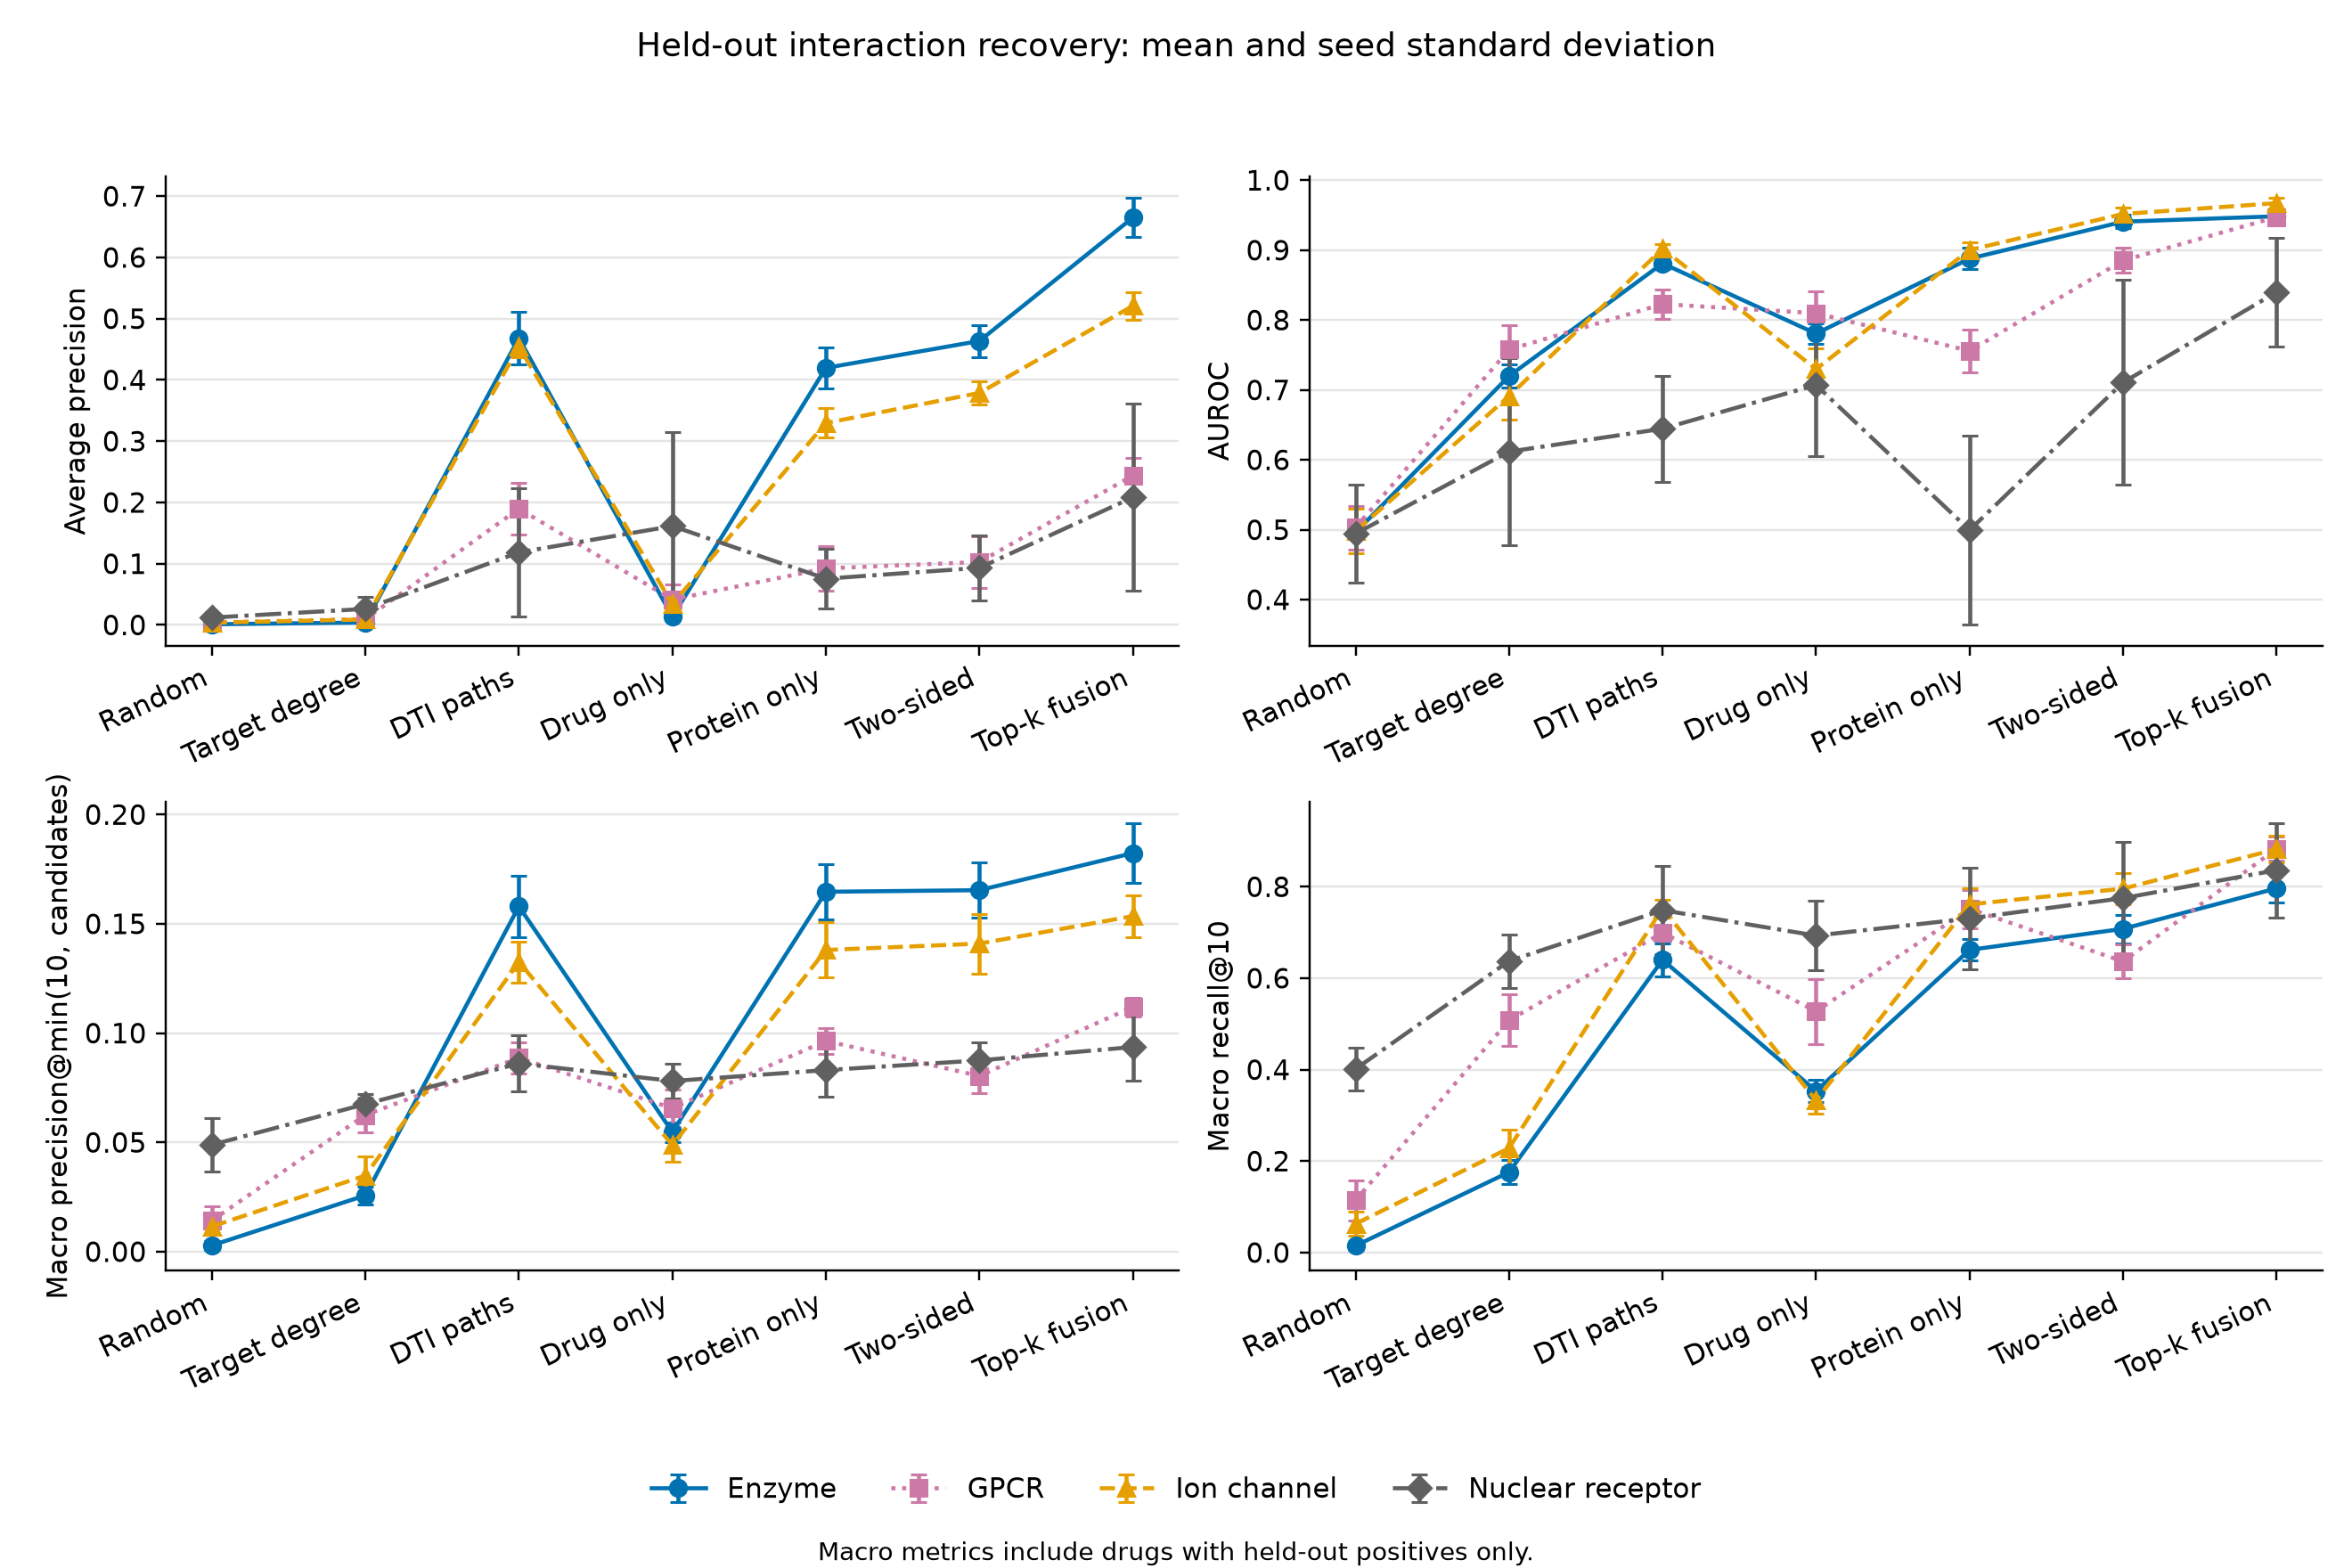 Held-out interaction recovery: mean and seed standard deviation
Average precision
0.7
0.6
0.5
0.4
0.3
0.2
0.1
0.0
Random
Target degree
DTI paths
Drug only
Protein only
Two-sided
Top-k fusion
AUROC
1.0
0.9
0.8
0.7
0.6
0.5
0.4
Random
Target degree
DTI paths
Drug only
Protein only
Two-sided
Top-k fusion
Macro precision@min(10, candidates)
0.20
0.15
0.10
0.05
0.00
Random
Target degree
DTI paths
Drug only
Protein only
Two-sided
Top-k fusion
Macro recall@10
0.8
0.6
0.4
0.2
0.0
Random
Target degree
DTI paths
Drug only
Protein only
Two-sided
Top-k fusion
Enzyme
GPCR
Ion channel
Nuclear receptor
Macro metrics include drugs with held-out positives only.